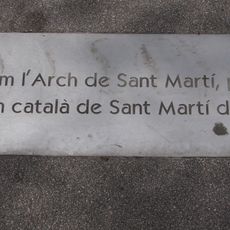 m l'Arch de Sant Martí,
n català de Sant Martí d